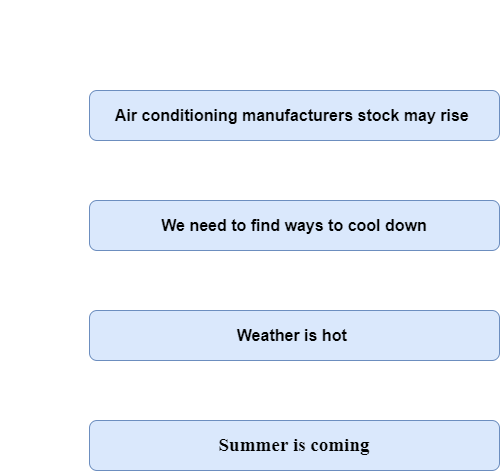 Air conditioning manufacturers stock may rise
We need to find ways to cool down
Weather is hot
Summer is coming